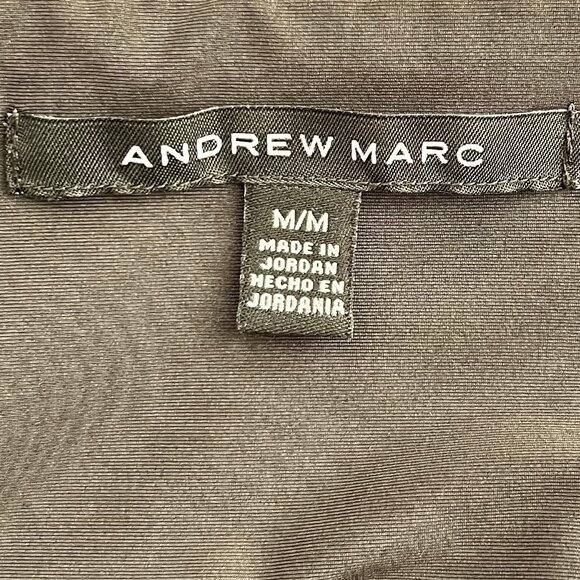 ANDREW MARC
M/M
MADE IN
JORDAN
HECHO EN
JORDANIA